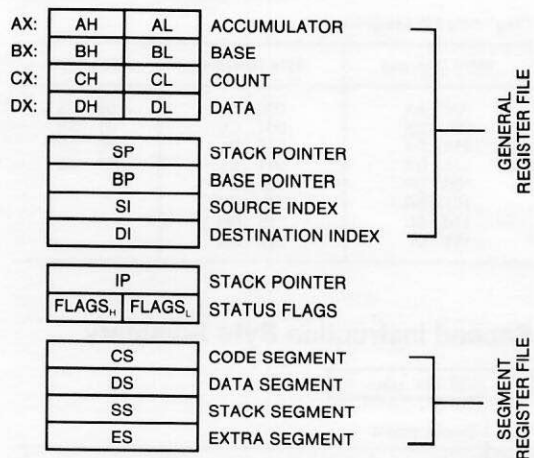 AX: AH AL ACCUMULATOR
BX: BH BL BASE
CX: CH CL COUNT
DX: DH DL DATA
SP STACK POINTER
BP BASE POINTER
SI SOURCE INDEX
DI DESTINATION INDEX
GENERAL
REGISTER FILE
IP STACK POINTER
FLAGSH FLAGSL STATUS FLAGS
CS CODE SEGMENT
DS DATA SEGMENT
SS STACK SEGMENT
ES EXTRA SEGMENT
SEGMENT
REGISTER FILE